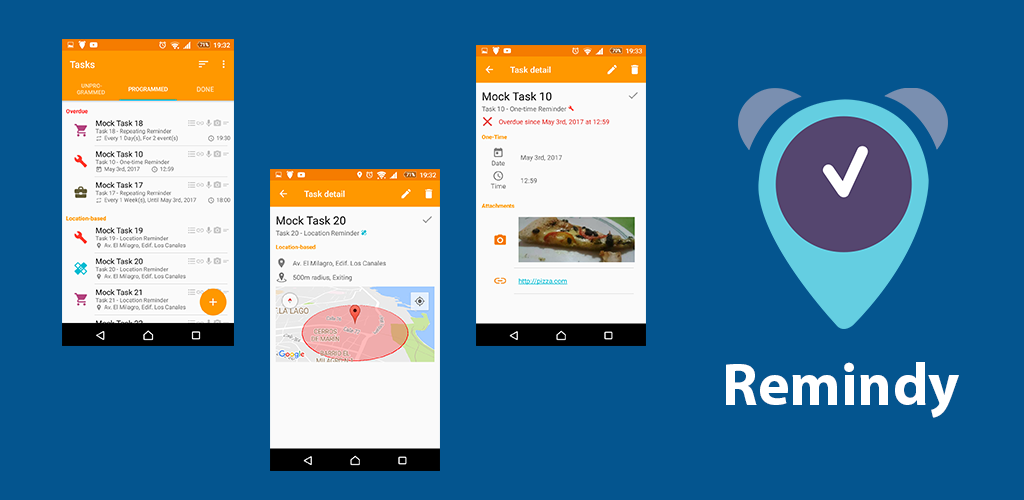 71% 19:32
Tasks
UNPRO-
GRAMMED
PROGRAMMED
DONE
Overdue
Mock Task 18
Task 18 - Repeating Reminder
Every 1 Day(s), For 2 event(s)
19:30
Mock Task 10
Task 10 - One-time Reminder
May 3rd, 2017
12:59
Mock Task 17
Task 17 - Repeating Reminder
Every 1 Week(s), Until May 3rd, 2017
18:00
Location-based
Mock Task 19
Task 19 - Location Reminder
Av. El Milagro, Edif. Los Canales
Mock Task 20
Task 20 - Location Reminder
Av. El Milagro, Edif. Los Canales
Mock Task 21
Task 21 - Location Reminder
Av. El Milagro, Edif. Los Canales
71% 19:32
Task detail
Mock Task 20
Task 20 - Location Reminder
Location-based
Av. El Milagro, Edif. Los Canales
500m radius, Exiting
LA LAGO
CERROS
DE MARIN
BARRIO EL
Google
72% 19:33
Task detail
Mock Task 10
Task 10 - One-time Reminder
Overdue since May 3rd, 2017 at 12:59
One-Time
Date
May 3rd, 2017
Time
12:59
Attachments
http://pizza.com
Remindy